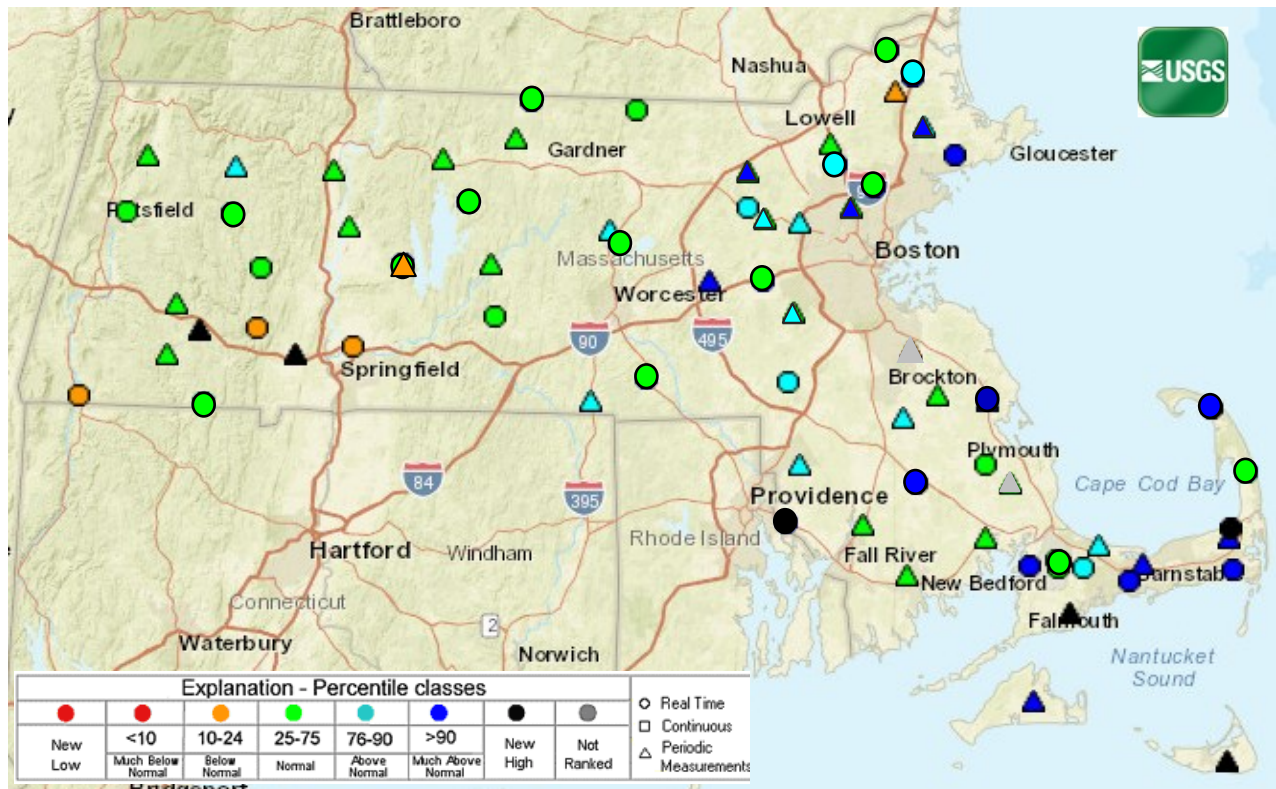 Brattleboro
USGS
Nashua
Lowell
Gardner
Gloucester
Pittsfield
Boston
Massachusetts
Worcester
90
495
Springfield
Brockton
84
395
Plymouth
Cape Cod Bay
Providence
Rhode Island
Hartford
Windham
Fall River
New Bedford
Barnstable
Connecticut
2
Falmouth
Waterbury
Norwich
Nantucket
Sound
Explanation - Percentile classes
New
Low
<10
Much Below
Normal
10-24
Below
Normal
25-75
Normal
76-90
Above
Normal
>90
Much Above
Normal
New
High
Not
Ranked
Real Time
Continuous
Periodic
Measurements